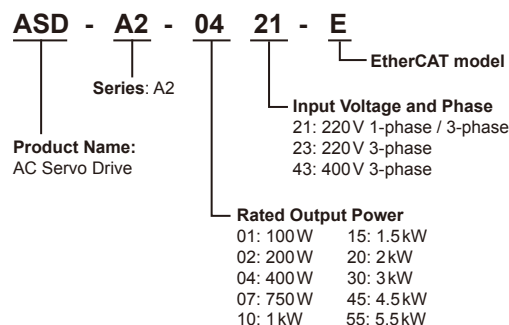 ASD - A2 - 04 21 - E
EtherCAT model
Series: A2
Input Voltage and Phase
21: 220V 1-phase / 3-phase
23: 220V 3-phase
43: 400V 3-phase
Product Name:
AC Servo Drive
Rated Output Power
01: 100W 15: 1.5kW
02: 200W 20: 2kW
04: 400W 30: 3kW
07: 750W 45: 4.5kW
10: 1kW 55: 5.5kW